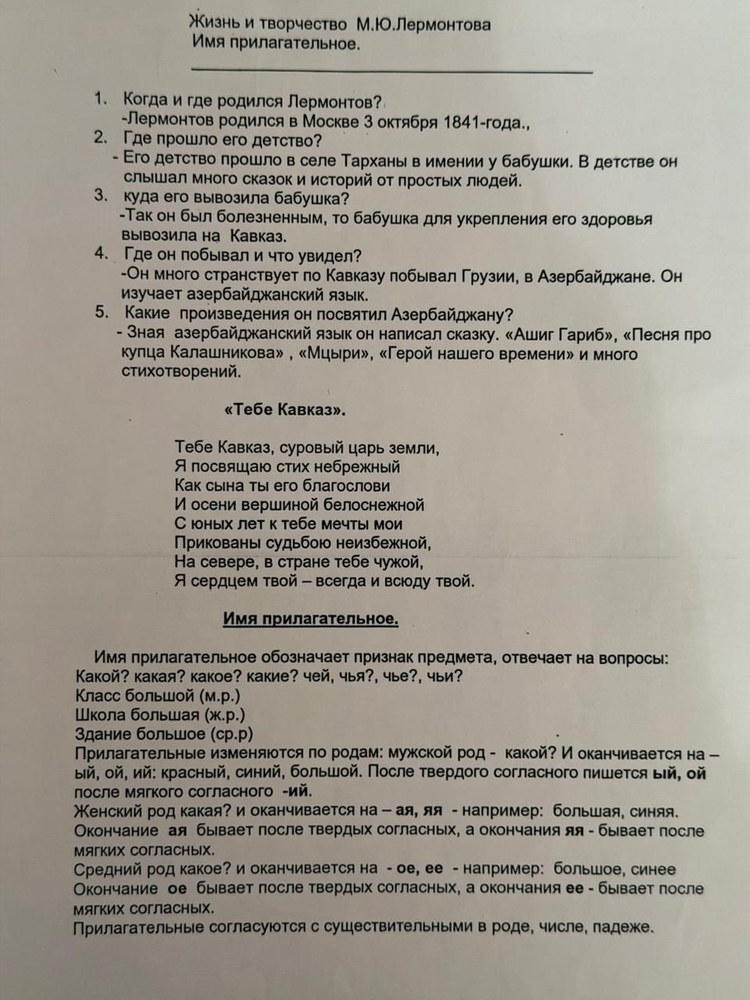 Жизнь и творчество М.Ю.Лермонтова
Имя прилагательное.
1. Когда и где родился Лермонтов?
-Лермонтов родился в Москве 3 октября 1841-года.,
2. Где прошло его детство?
- Его детство прошло в селе Тарханы в имении у бабушки. В детстве он
слышал много сказок и историй от простых людей.
3. куда его вывозила бабушка?
-Так он был болезненным, то бабушка для укрепления его здоровья
вывозила на Кавказ.
4. Где он побывал и что увидел?
-Он много странствует по Кавказу побывал Грузии, в Азербайджане. Он
изучает азербайджанский язык.
5. Какие произведения он посвятил Азербайджану?
- Зная азербайджанский язык он написал сказку. «Ашиг Гариб», «Песня про
купца Калашникова» , «Мцыри», «Герой нашего времени» и много
стихотворений.
«Тебе Кавказ».
Тебе Кавказ, суровый царь земли,
Я посвящаю стих небрежный
Как сына ты его благослови
И осени вершиной белоснежной
С юных лет к тебе мечты мои
Прикованы судьбою неизбежной,
На севере, в стране тебе чужой,
Я сердцем твой – всегда и всюду твой.
Имя прилагательное.
Имя прилагательное обозначает признак предмета, отвечает на вопросы:
Какой? какая? какое? какие? чей, чья?, чье?, чьи?
Класс большой (м.р.)
Школа большая (ж.р.)
Здание большое (ср.р)
Прилагательные изменяются по родам: мужской род - какой? И оканчивается на –
ый, ой, ий: красный, синий, большой. После твердого согласного пишется ый, ой
после мягкого согласного -ий.
Женский род какая? и оканчивается на – ая, яя - например: большая, синяя.
Окончание ая бывает после твердых согласных, а окончания яя - бывает после
мягких согласных.
Средний род какое? и оканчивается на - ое, ее - например: большое, синее
Окончание ое бывает после твердых согласных, а окончания ее - бывает после
мягких согласных.
Прилагательные согласуются с существительными в роде, числе, падеже.